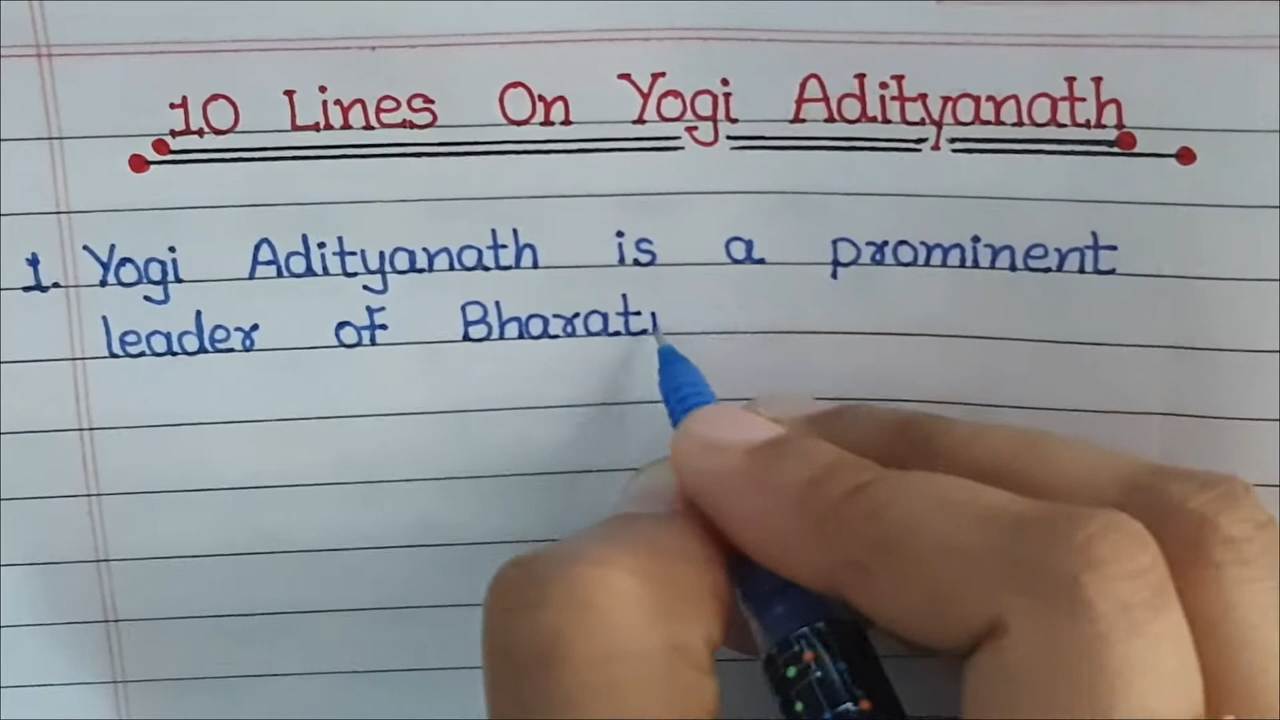 10 Lines On Yogi Adityanath
1. Yogi Adityanath is a prominent
leader of Bharati